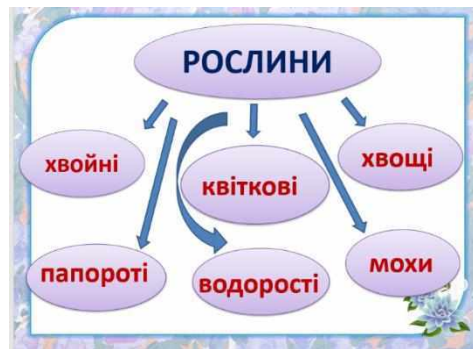 РОСЛИНИ
хвойні
квіткові
хвощі
папороті
водорості
мохи